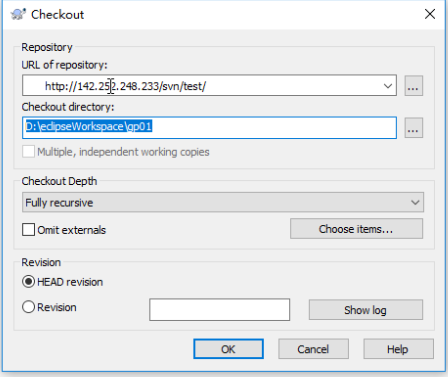 Checkout
Repository
URL of repository:
http://142.252.248.233/svn/test/
...
Checkout directory:
D:\eclipseWorkspace\gp01
...
Multiple, independent working copies
Checkout Depth
Fully recursive
Omit externals
Choose items...
Revision
HEAD revision
Revision
Show log
OK
Cancel
Help